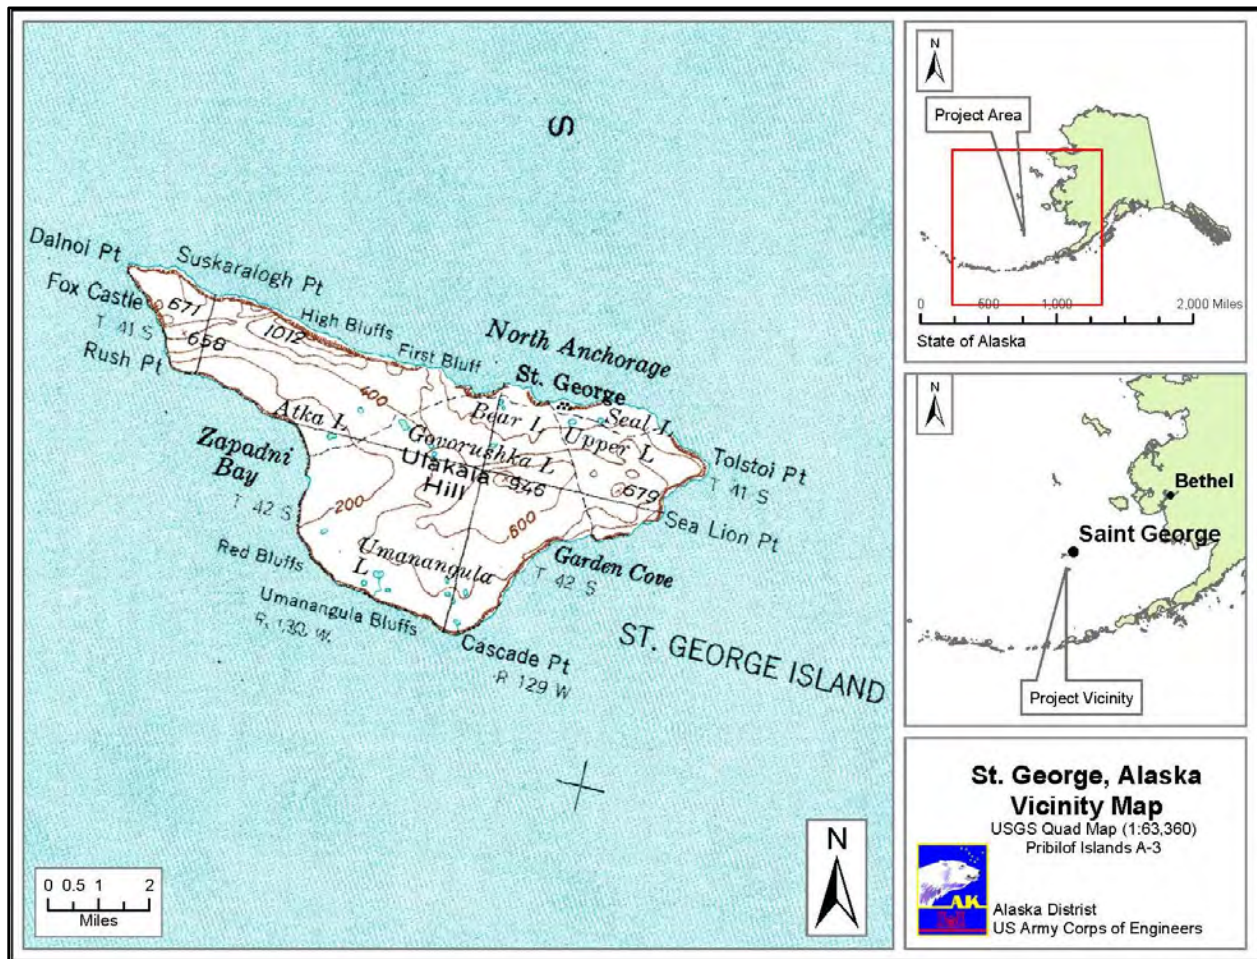 S
Dalnoi Pt
Suskaralogh Pt
Fox Castle
671
T 41 S
658
1012
High Bluffs
First Bluff
North Anchorage
St. George
Rush Pt
400
Atka L
Bear L
Seal L
Upper L
Govorushka L
Zapadni
Bay
Ulakaia
Hill
946
679
Tolstoi Pt
T 41 S
Sea Lion Pt
T 42 S
200
600
Garden Cove
T 42 S
Umanangula
L
Red Bluffs
Umanangula Bluffs
R 130 W
Cascade Pt
R 129 W
ST. GEORGE ISLAND
0 0.5 1 2
Miles
N
N
Project Area
0 500 1,000 2,000 Miles
State of Alaska
N
Bethel
Saint George
Project Vicinity
St. George, Alaska
Vicinity Map
USGS Quad Map (1:63,360)
Pribilof Islands A-3
AK
Alaska District
US Army Corps of Engineers